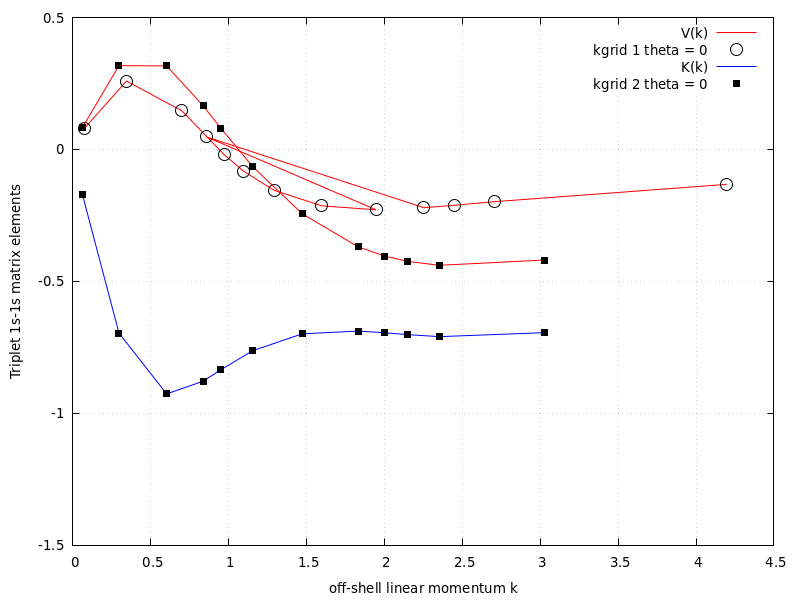 0.5
V(k)
kgrid 1 theta = 0
K(k)
kgrid 2 theta = 0
0
-0.5
-1
-1.5
Triplet 1s-1s matrix elements
0 0.5 1 1.5 2 2.5 3 3.5 4 4.5
off-shell linear momentum k